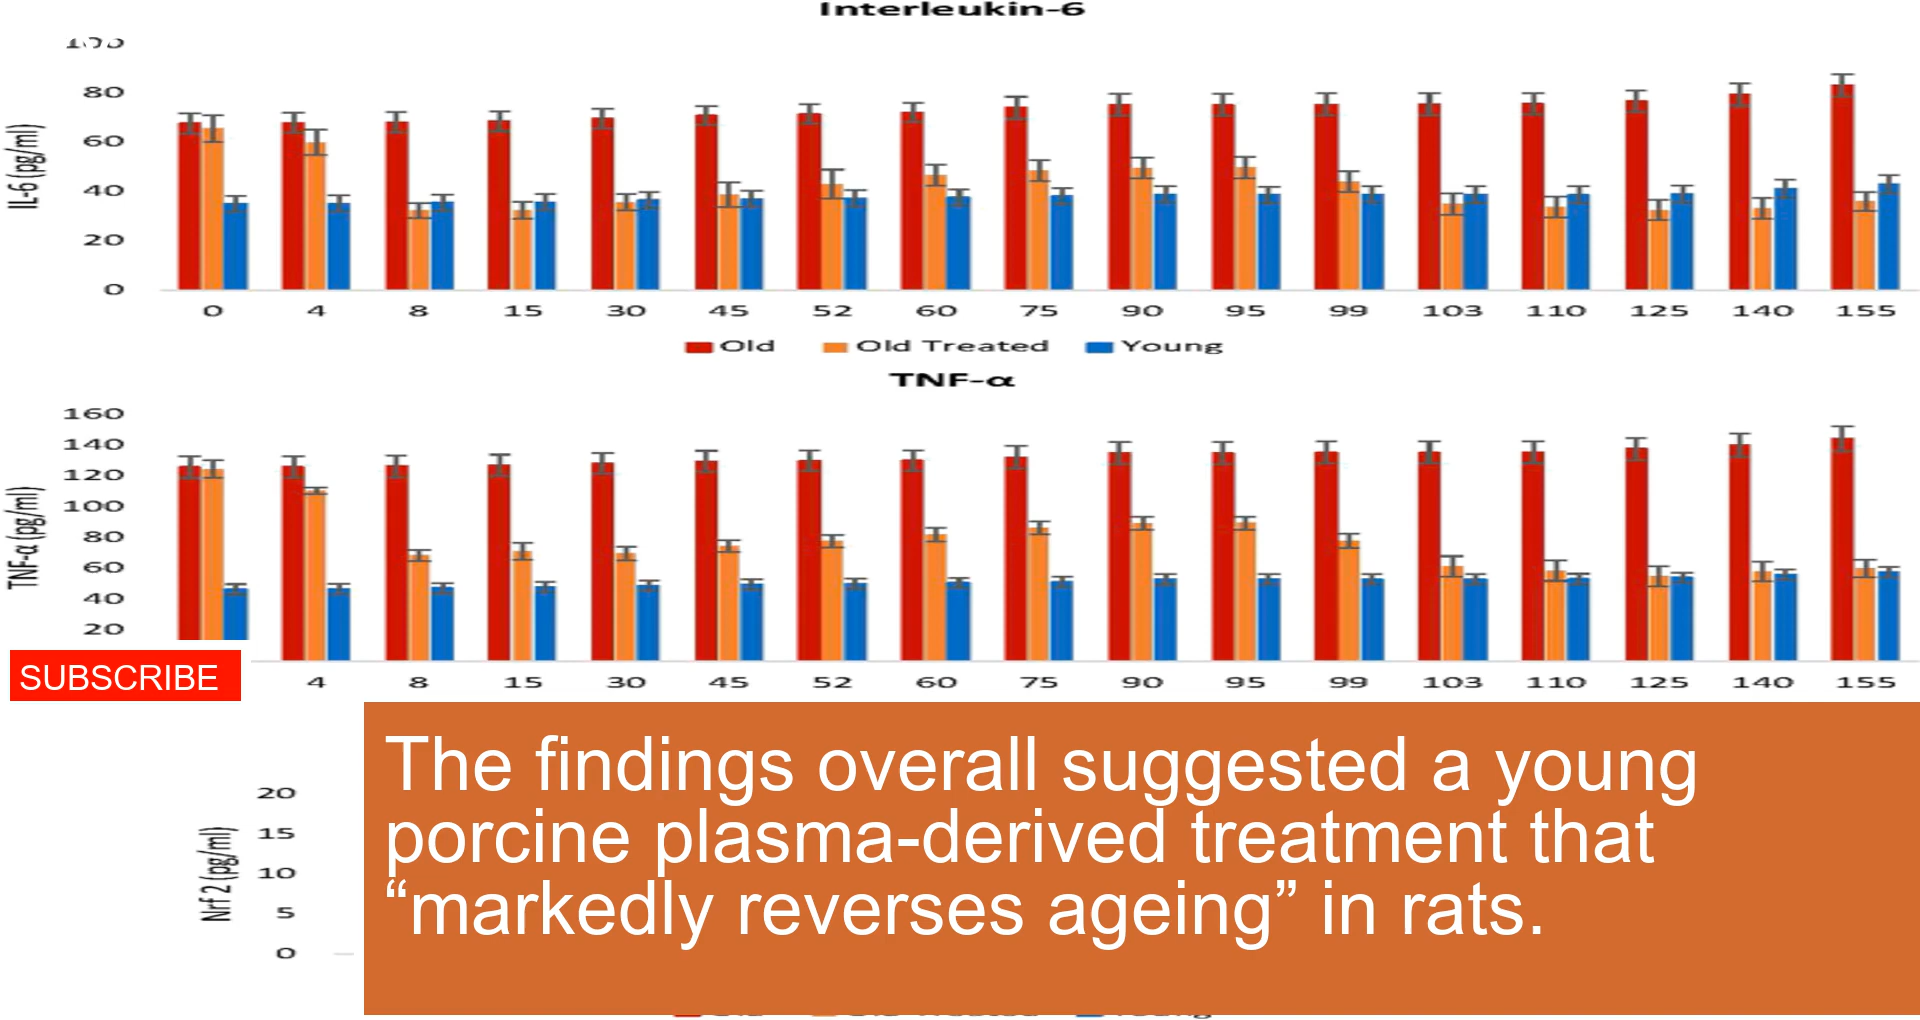 Interleukin-6
80
60
40
20
0
IL-6 (pg/ml)
0 4 8 15 30 45 52 60 75 90 95 99 103 110 125 140 155
Old Old Treated Young
TNF-α
160
140
120
100
80
60
40
20
TNF-α (pg/ml)
SUBSCRIBE
4 8 15 30 45 52 60 75 90 95 99 103 110 125 140 155
20
15
10
5
0
Nrf 2 (pg/ml)
The findings overall suggested a young
porcine plasma-derived treatment that
“markedly reverses ageing” in rats.